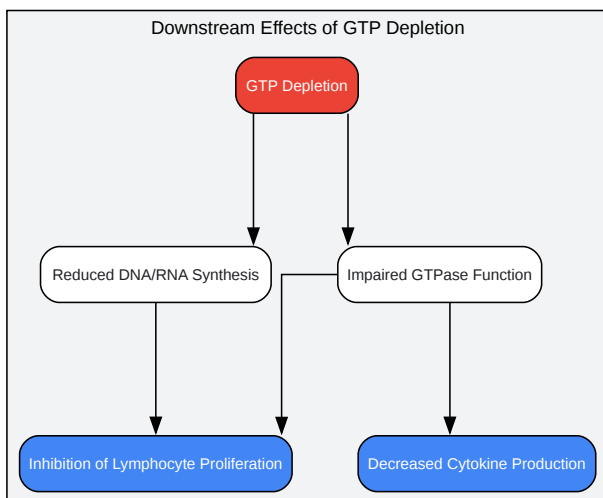 Downstream Effects of GTP Depletion
GTP Depletion
Reduced DNA/RNA Synthesis
Impaired GTPase Function
Inhibition of Lymphocyte Proliferation
Decreased Cytokine Production